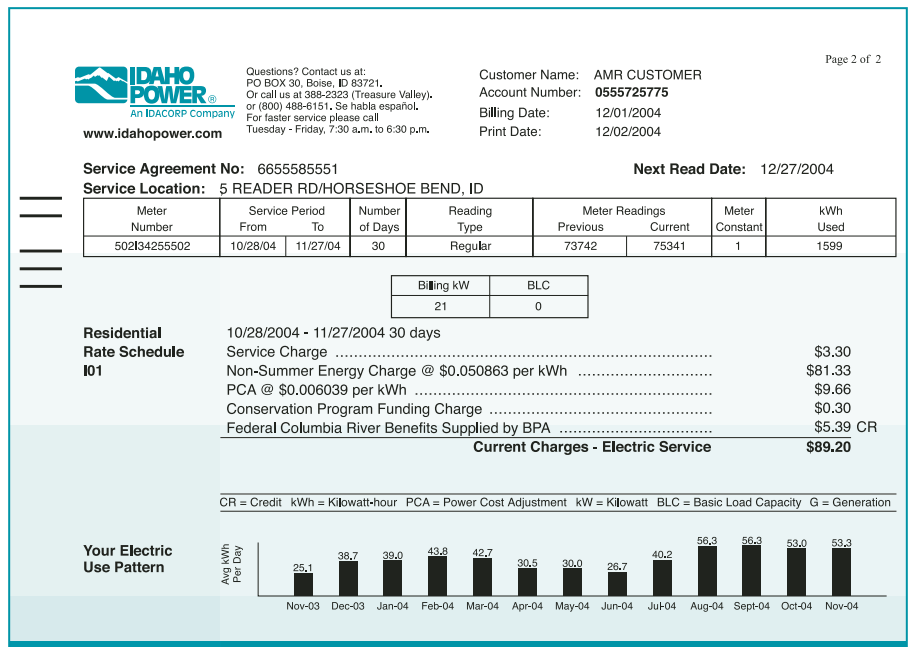 Page 2 of 2
IDAHO
POWER®
An IDACORP Company
www.idahopower.com
Questions? Contact us at:
PO BOX 30, Boise, ID 83721.
Or call us at 388-2323 (Treasure Valley).
or (800) 488-6151. Se habla español.
For faster service please call
Tuesday - Friday, 7:30 a.m. to 6:30 p.m.
Customer Name: AMR CUSTOMER
Account Number: 0555725775
Billing Date: 12/01/2004
Print Date: 12/02/2004
Service Agreement No: 6655585551
Next Read Date: 12/27/2004
Service Location: 5 READER RD/HORSESHOE BEND, ID
Meter Service Period Number Reading Meter Readings Meter kWh
Number From To of Days Type Previous Current Constant Used
502I34255502 10/28/04 11/27/04 30 Regular 73742 75341 1 1599
Billing kW BLC
21 0
Residential
Rate Schedule
I01
10/28/2004 - 11/27/2004 30 days
Service Charge $3.30
Non-Summer Energy Charge @ $0.050863 per kWh $81.33
PCA @ $0.006039 per kWh $9.66
Conservation Program Funding Charge $0.30
Federal Columbia River Benefits Supplied by BPA $5.39 CR
Current Charges - Electric Service $89.20
CR = Credit kWh = Kilowatt-hour PCA = Power Cost Adjustment kW = Kilowatt BLC = Basic Load Capacity G = Generation
Your Electric
Use Pattern
Avg kWh
Per Day
25.1 38.7 39.0 43.8 42.7 30.5 30.0 26.7 40.2 56.3 56.3 53.0 53.3
Nov-03 Dec-03 Jan-04 Feb-04 Mar-04 Apr-04 May-04 Jun-04 Jul-04 Aug-04 Sept-04 Oct-04 Nov-04